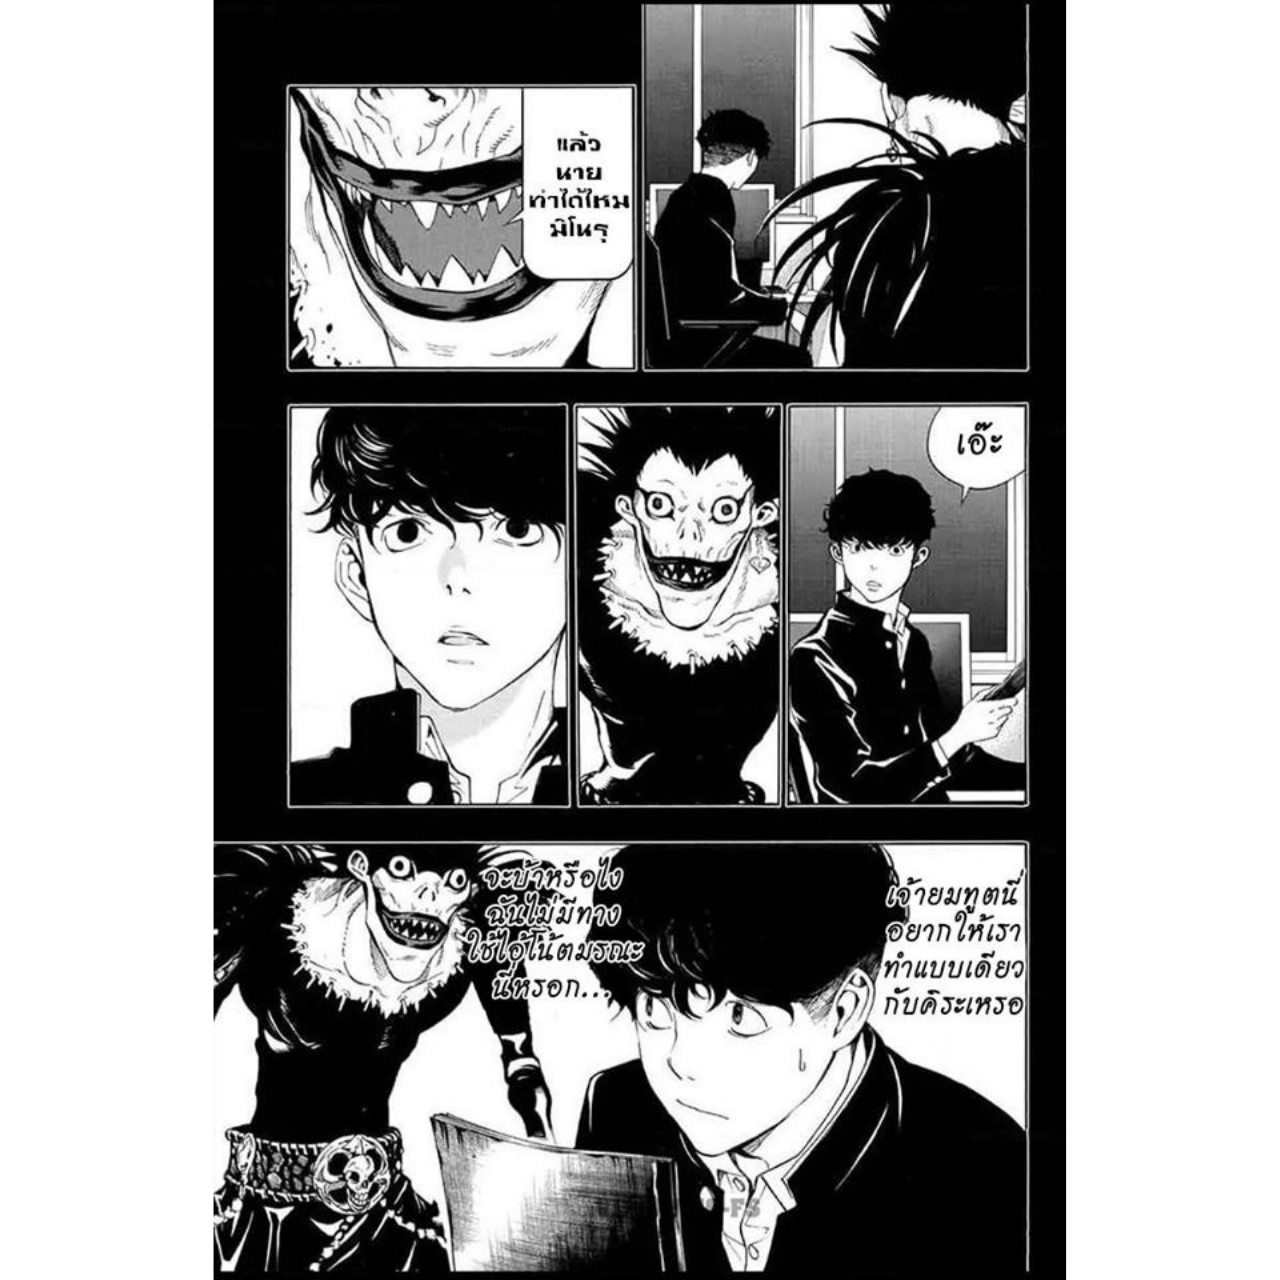 แล้ว
นาย
ทำได้ไหม
มิโนรุ
เอ๊ะ
เจ้ายมทูตนี่
อยากให้เรา
ทำแบบเดียว
กับคิระเหรอ
จะบ้าหรือไง
ฉันไม่มีทาง
ใช้ไอ้โน้ตมรณะ
นี่หรอก...